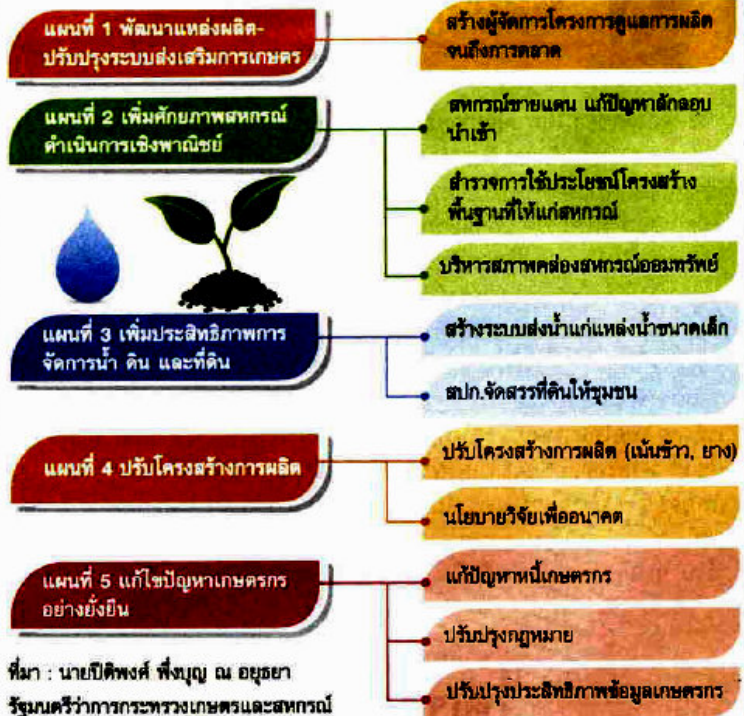 แผนที่ 1 พัฒนาแหล่งผลิต-
ปรับปรุงระบบส่งเสริมการเกษตร
สร้างผู้จัดการโครงการดูแลการผลิต
จนถึงการตลาด
แผนที่ 2 เพิ่มศักยภาพสหกรณ์
ดำเนินการเชิงพาณิชย์
สหกรณ์ชายแดน แก้ปัญหาลักลอบ
นำเข้า
สำรวจการใช้ประโยชน์โครงสร้าง
พื้นฐานที่ให้แก่สหกรณ์
บริหารสภาพคล่องสหกรณ์ออมทรัพย์
แผนที่ 3 เพิ่มประสิทธิภาพการ
จัดการน้ำ ดิน และที่ดิน
สร้างระบบส่งน้ำแก่แหล่งน้ำขนาดเล็ก
สปก.จัดสรรที่ดินให้ชุมชน
แผนที่ 4 ปรับโครงสร้างการผลิต
ปรับโครงสร้างการผลิต (เน้นข้าว, ยาง)
นโยบายวิจัยเพื่ออนาคต
แผนที่ 5 แก้ไขปัญหาเกษตรกร
อย่างยั่งยืน
แก้ปัญหาหนี้เกษตรกร
ปรับปรุงกฎหมาย
ปรับปรุงประสิทธิภาพข้อมูลเกษตรกร
ที่มา : นายปีติพงศ์ พึ่งบุญ ณ อยุธยา
รัฐมนตรีว่าการกระทรวงเกษตรและสหกรณ์